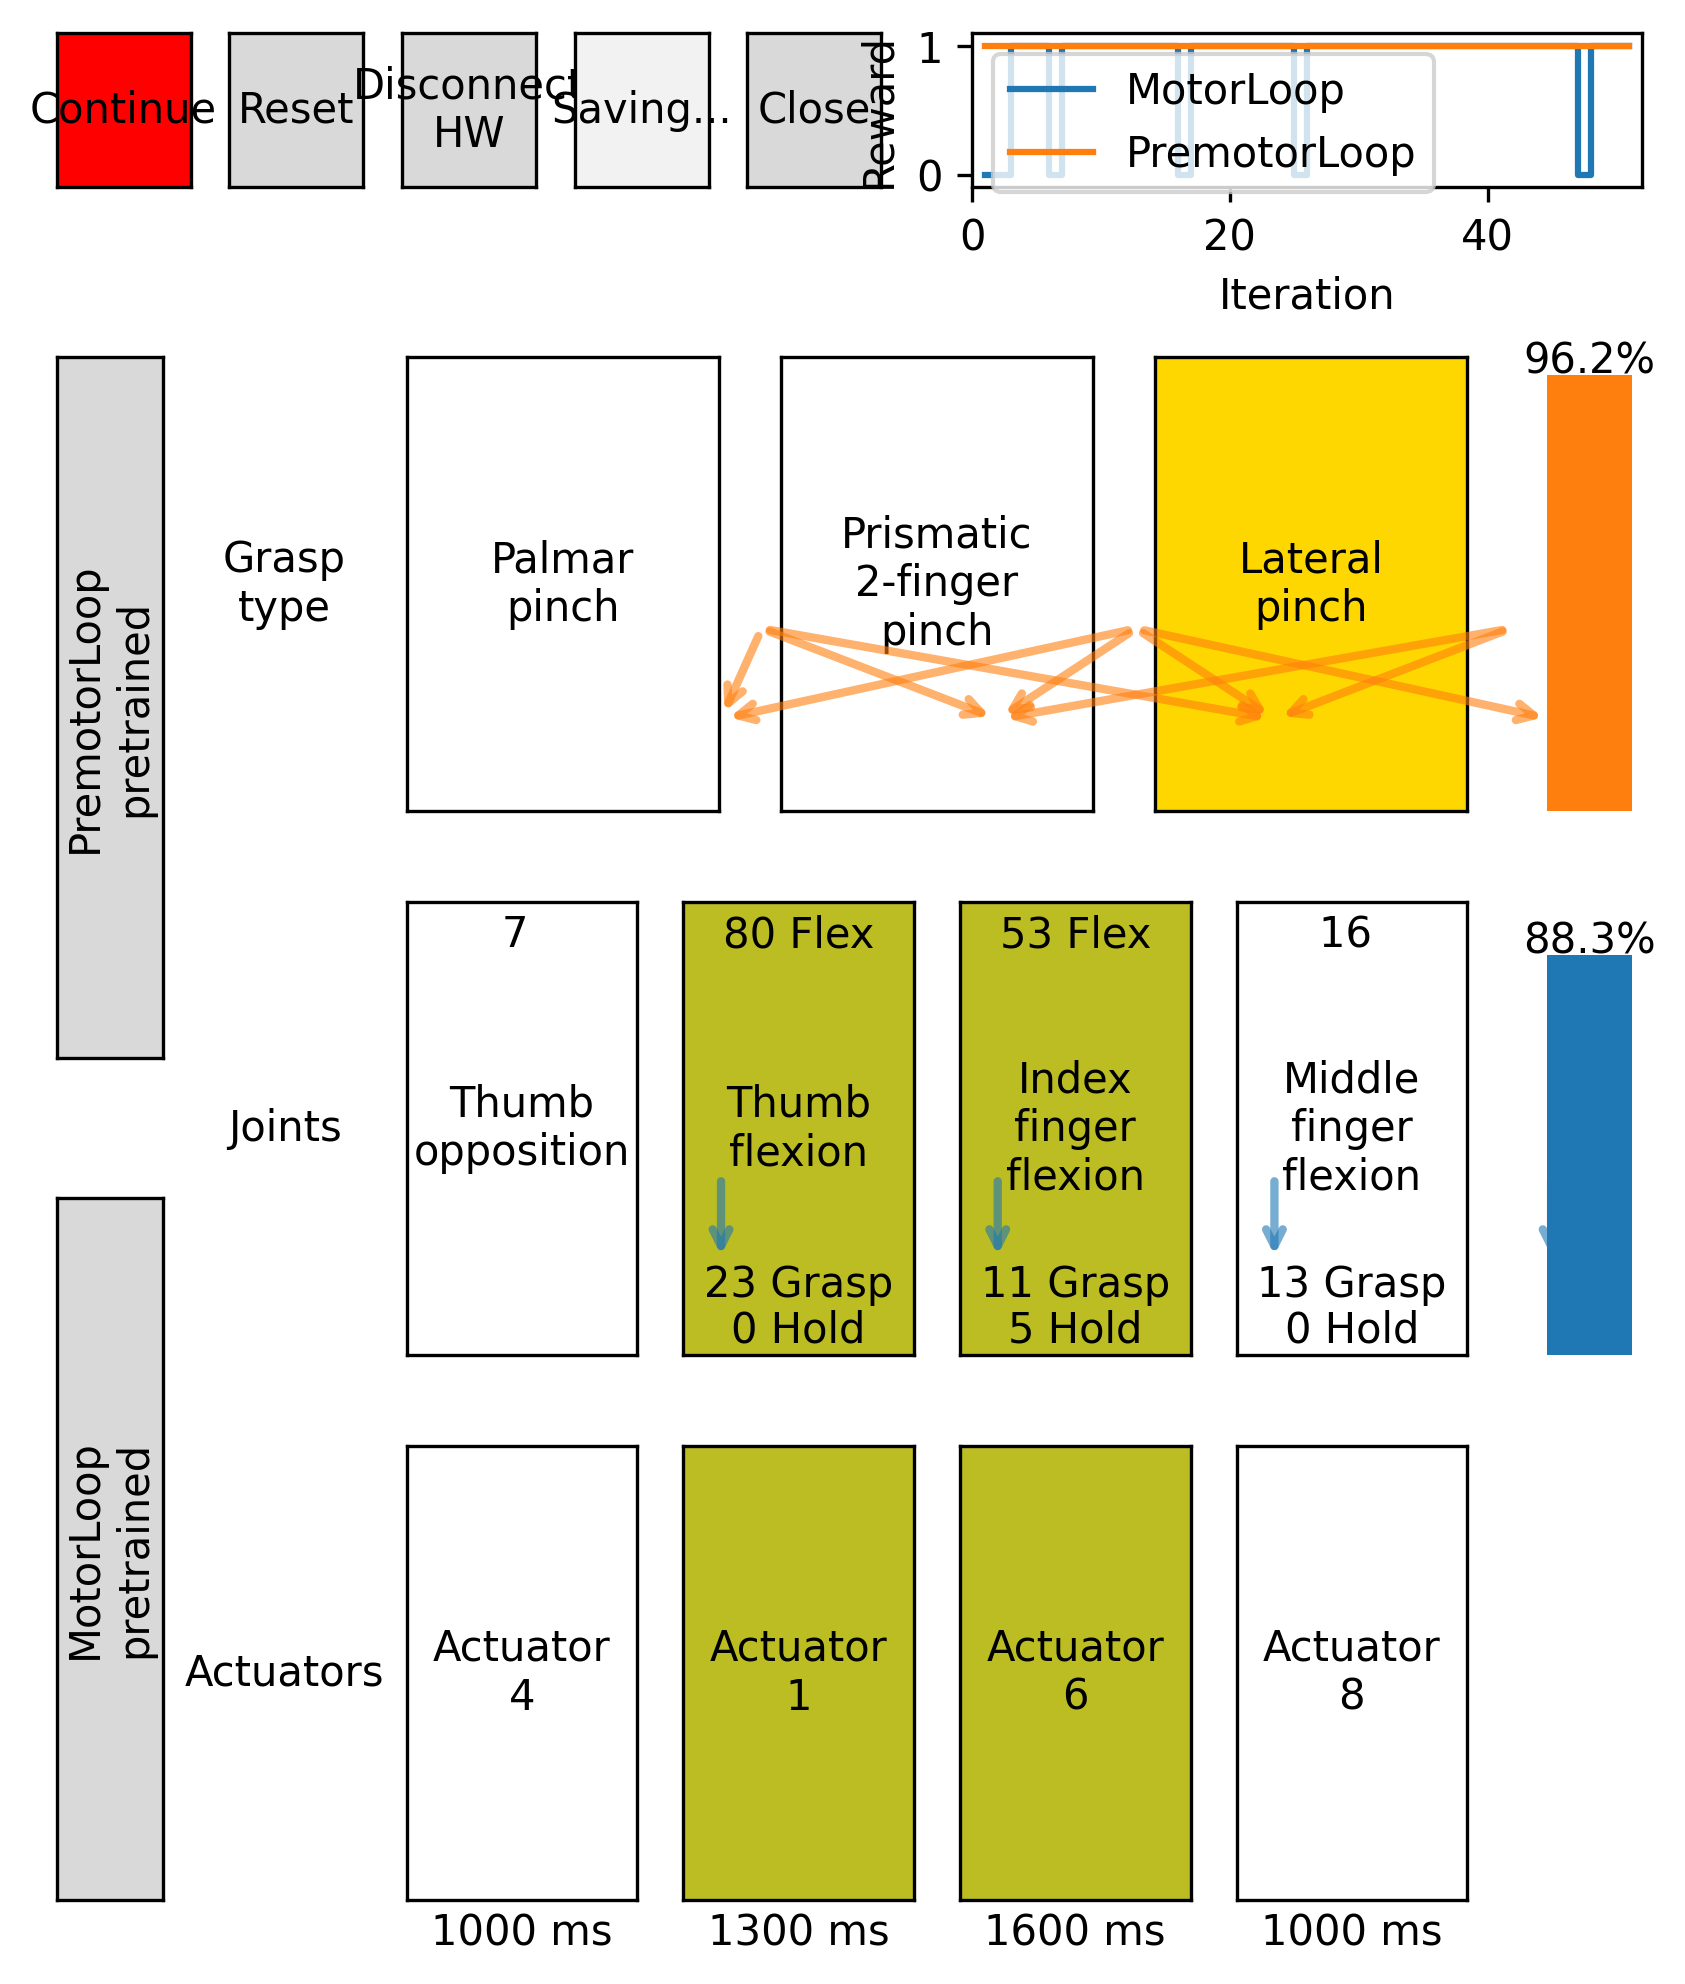 Continue
Reset
Disconnect
HW
Saving...
Close
Reward
1
0
MotorLoop
PremotorLoop
0
20
40
Iteration
PremotorLoop
pretrained
Grasp
type
Palmar
pinch
Prismatic
2-finger
pinch
Lateral
pinch
96.2%
Joints
7
Thumb
opposition
80 Flex
Thumb
flexion
23 Grasp
0 Hold
53 Flex
Index
finger
flexion
11 Grasp
5 Hold
16
Middle
finger
flexion
13 Grasp
0 Hold
88.3%
MotorLoop
pretrained
Actuators
Actuator
4
Actuator
1
Actuator
6
Actuator
8
1000 ms
1300 ms
1600 ms
1000 ms